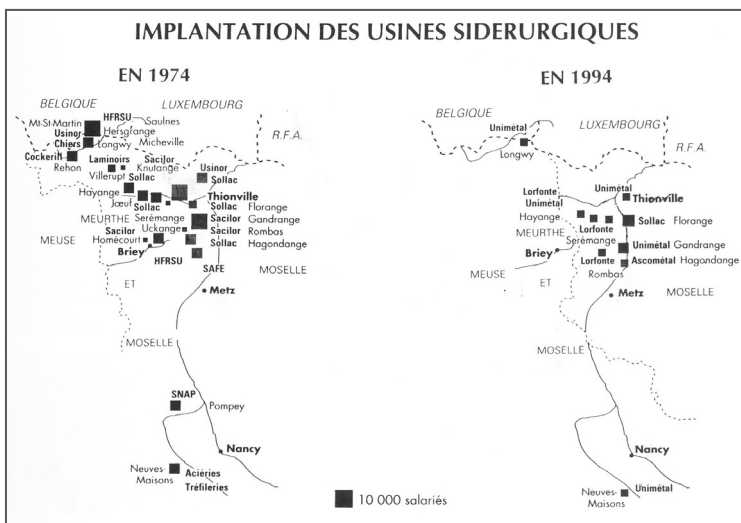 IMPLANTATION DES USINES SIDERURGIQUES
EN 1974
BELGIQUE
LUXEMBOURG
R.F.A.
Mt-St-Martin
HFRSU
Saulnes
Usinor
Herserange
Chiers
Longwy
Micheville
Cockerill
Rehon
Laminoirs
Villerupt
Sacilor
Knutange
Usinor
Sollac
Sollac
Hayange
Jœuf
Sollac
Serémange
Thionville
Sollac Florange
Sacilor Gandrange
Sacilor Rombas
Sollac Hagondange
MEURTHE
Uckange
MEUSE
Sacilor
Homécourt
Briey
HFRSU
SAFE
MOSELLE
ET
Metz
MOSELLE
SNAP
Pompey
Nancy
Neuves-
Maisons
Aciéries
Tréfileries
10 000 salariés
EN 1994
BELGIQUE
LUXEMBOURG
R.F.A.
Unimétal
Longwy
Unimétal
Thionville
Lorfonte
Unimétal
Hayange
Sollac Florange
MEURTHE
Lorfonte
Serémange
Unimétal Gandrange
Briey
Lorfonte
Rombas
Ascométal Hagondange
MEUSE
ET
Metz
MOSELLE
MOSELLE
Nancy
Neuves-
Maisons
Unimétal